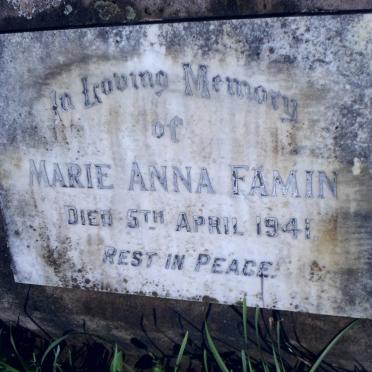 In Loving Memory
of
MARIE ANNA FAMIN
DIED 5TH APRIL 1941.
REST IN PEACE.